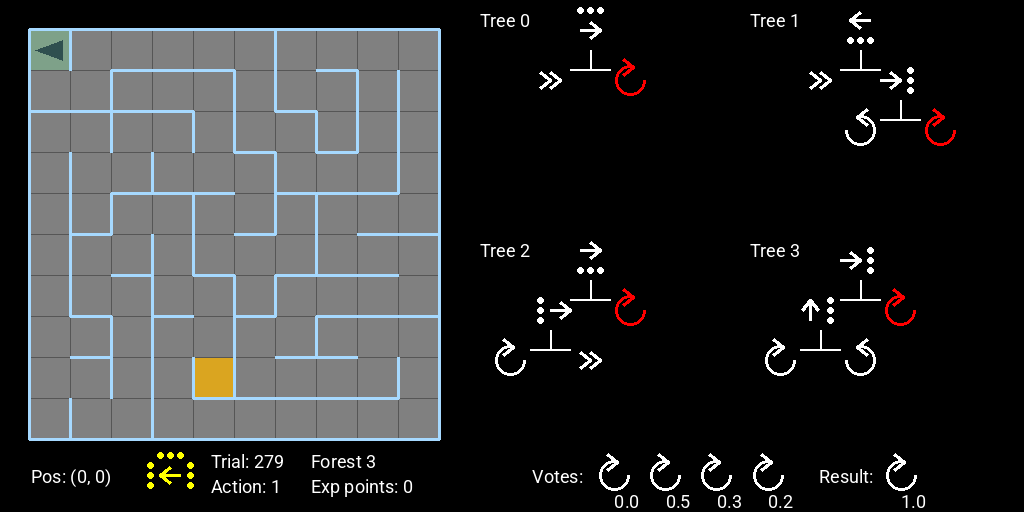 Tree 0
Tree 1
Tree 2
Tree 3
Pos: (0, 0)
Trial: 279
Forest 3
Action: 1
Exp points: 0
Votes:
0.0
0.5
0.3
0.2
Result:
1.0